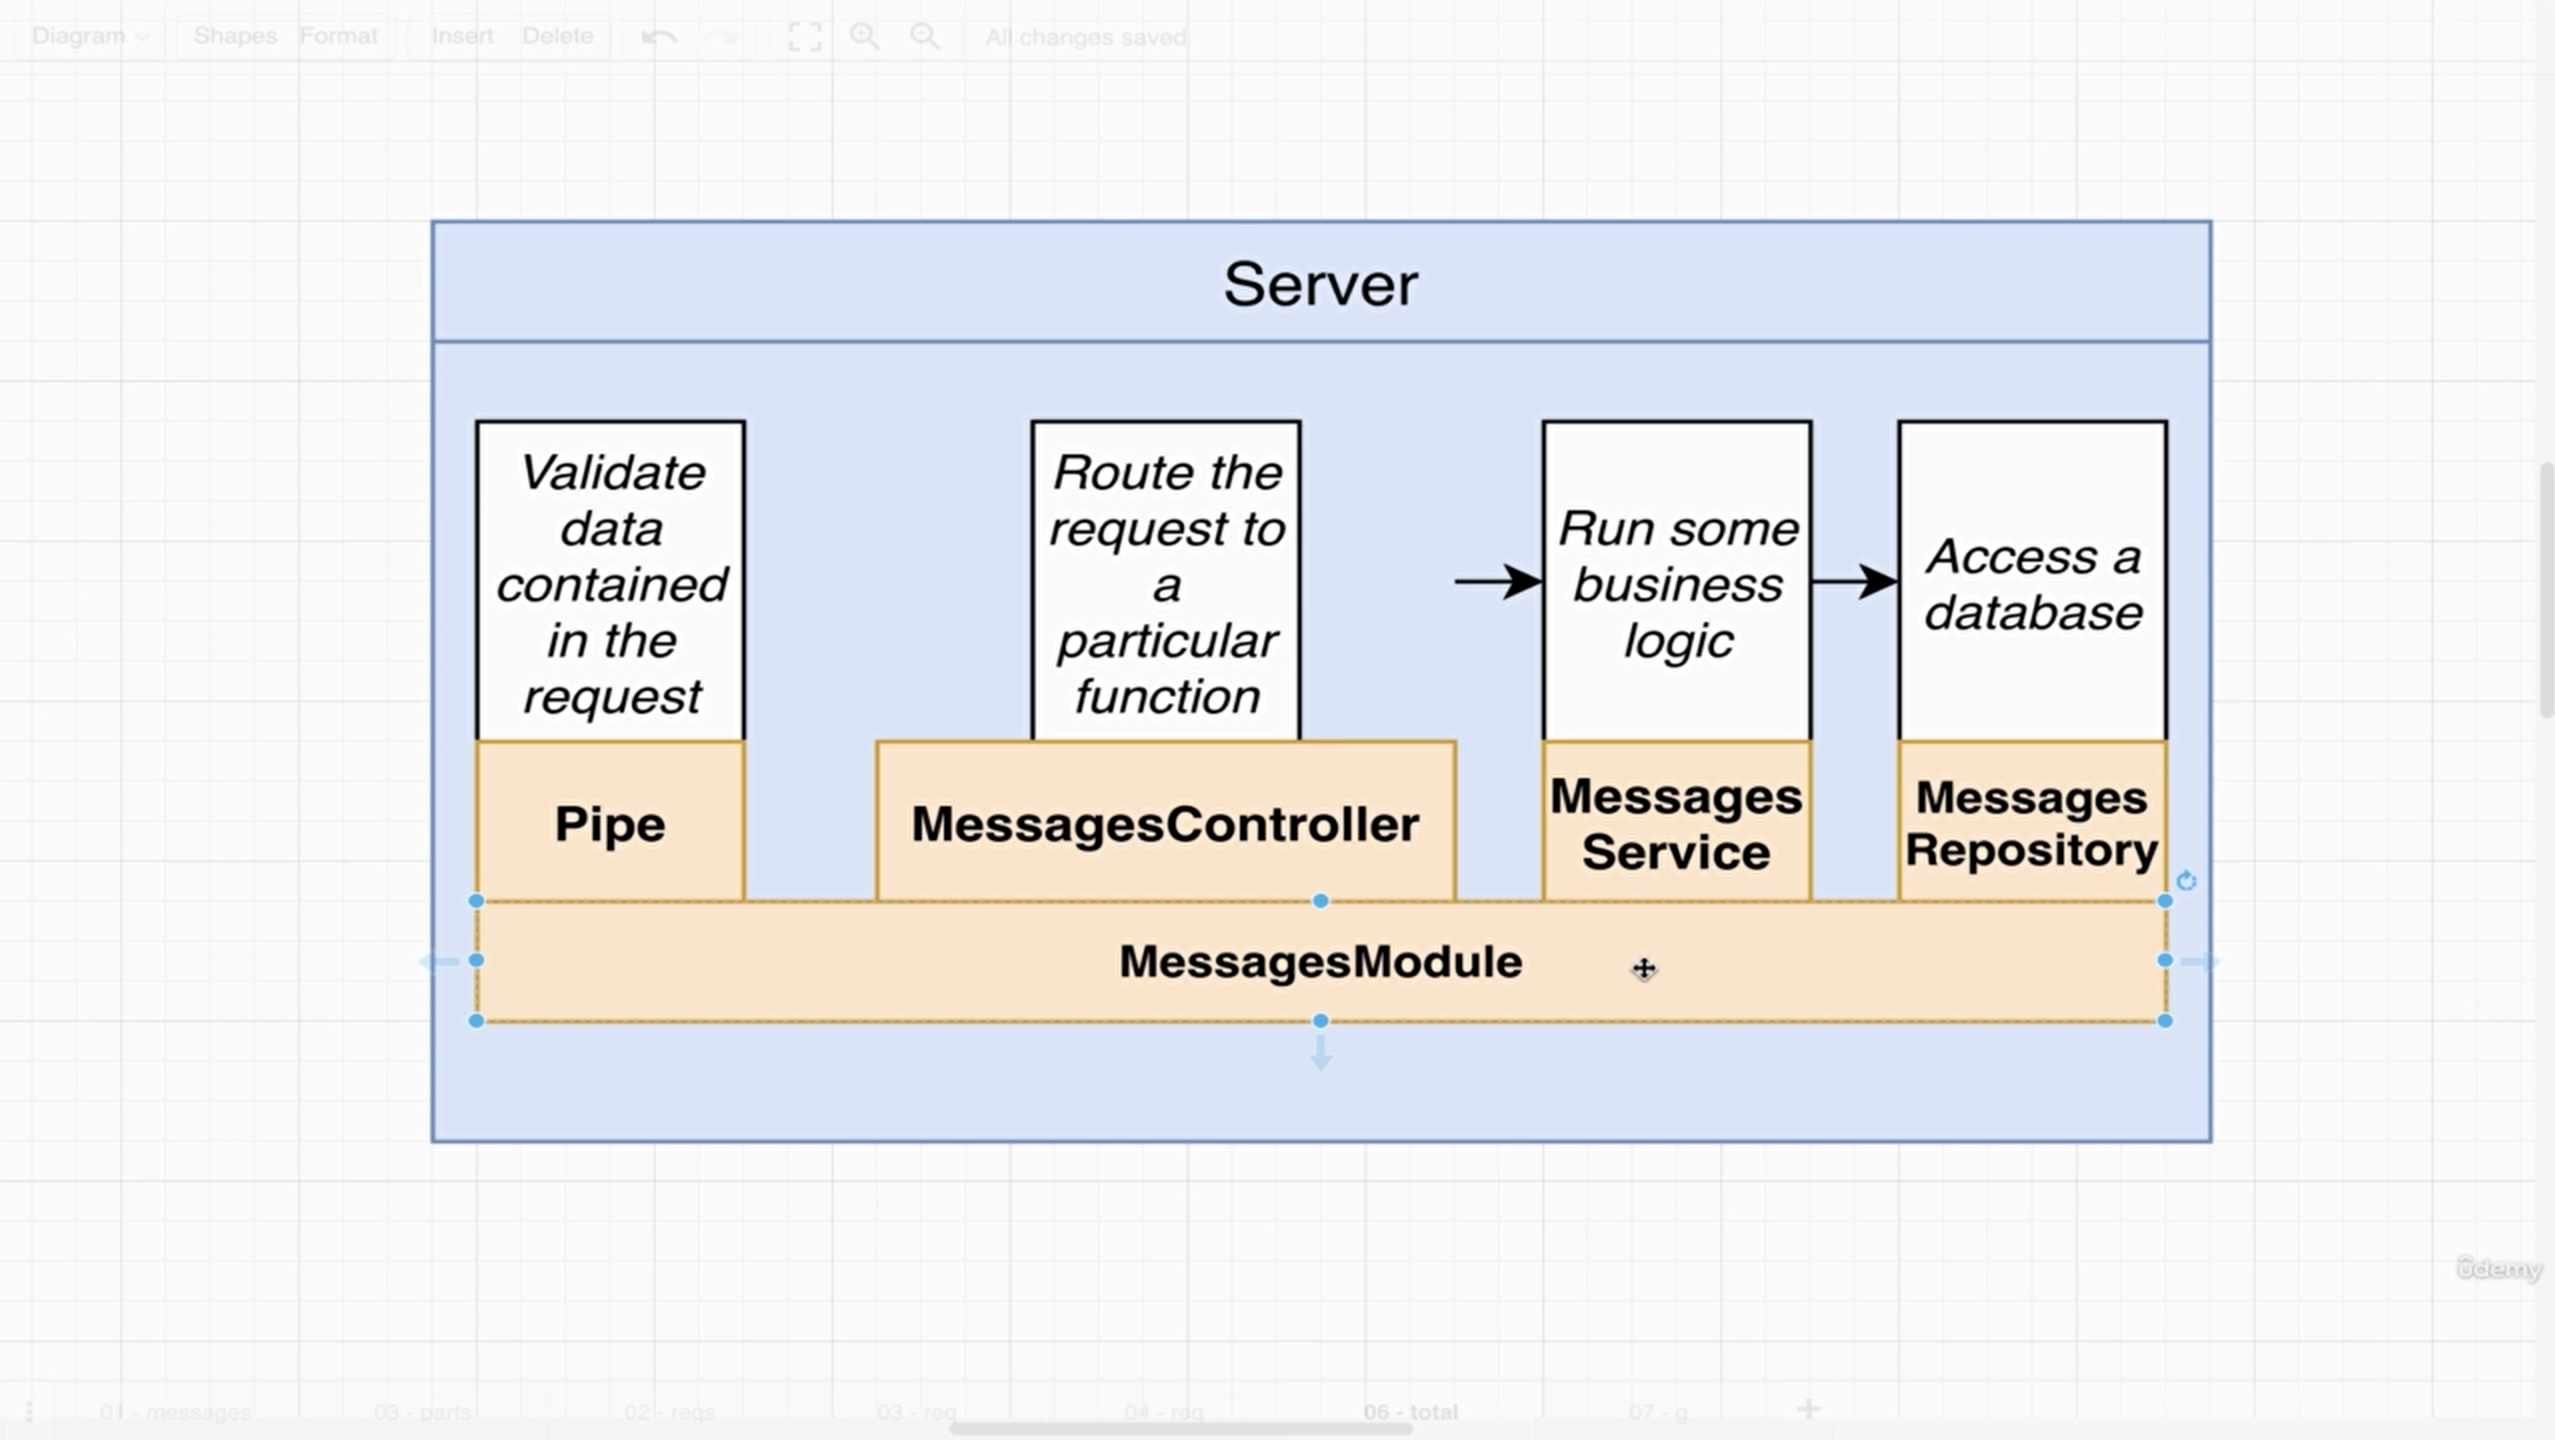 Diagram
Shapes
Format
Insert
Delete
All changes saved
Server
Validate
data
contained
in the
request
Route the
request to
a
particular
function
Run some
business
logic
Access a
database
Pipe
MessagesController
Messages
Service
Messages
Repository
MessagesModule
ûdemy
01 - messages
03 - parts
02 - reqs
03 - req
04 - req
06 - total
07 - g